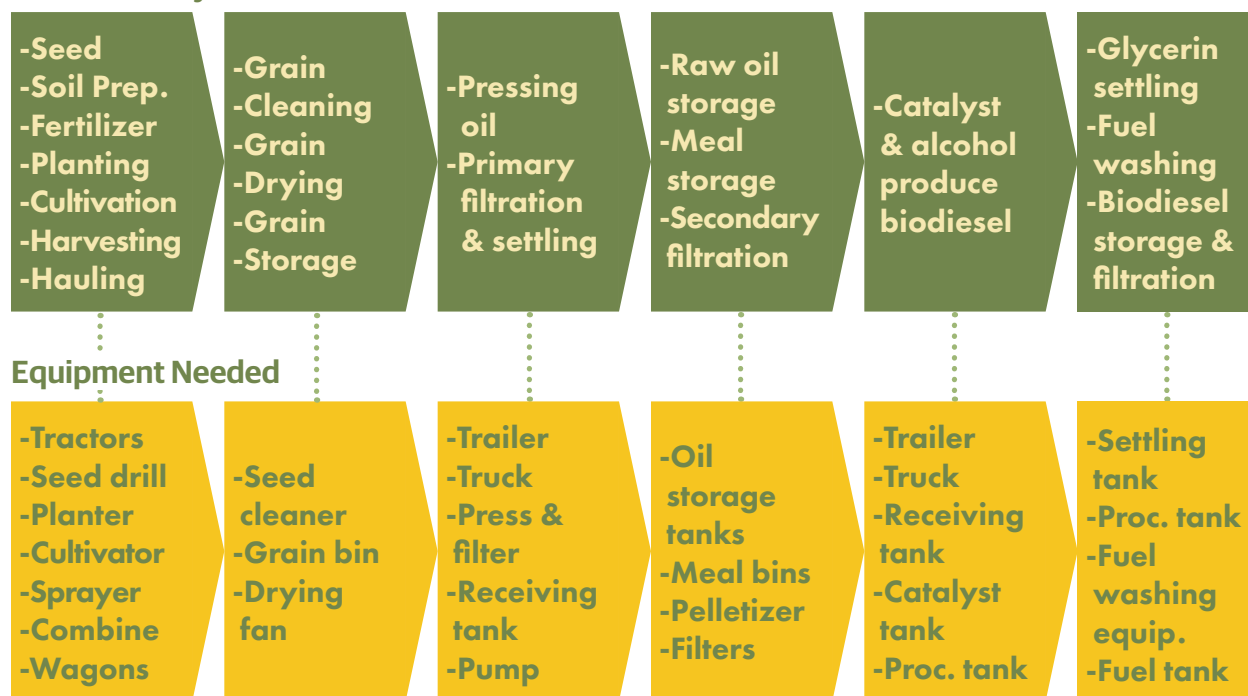 -Seed
-Soil Prep.
-Fertilizer
-Planting
-Cultivation
-Harvesting
-Hauling
-Grain
-Cleaning
-Grain
-Drying
-Grain
-Storage
-Pressing
oil
-Primary
filtration
& settling
-Raw oil
storage
-Meal
storage
-Secondary
filtration
-Catalyst
& alcohol
produce
biodiesel
-Glycerin
settling
-Fuel
washing
-Biodiesel
storage &
filtration
Equipment Needed
-Tractors
-Seed drill
-Planter
-Cultivator
-Sprayer
-Combine
-Wagons
-Seed
cleaner
-Grain bin
-Drying
fan
-Trailer
-Truck
-Press &
filter
-Receiving
tank
-Pump
-Oil
storage
tanks
-Meal bins
-Pelletizer
-Filters
-Trailer
-Truck
-Receiving
tank
-Catalyst
tank
-Proc. tank
-Settling
tank
-Proc. tank
-Fuel
washing
equip.
-Fuel tank